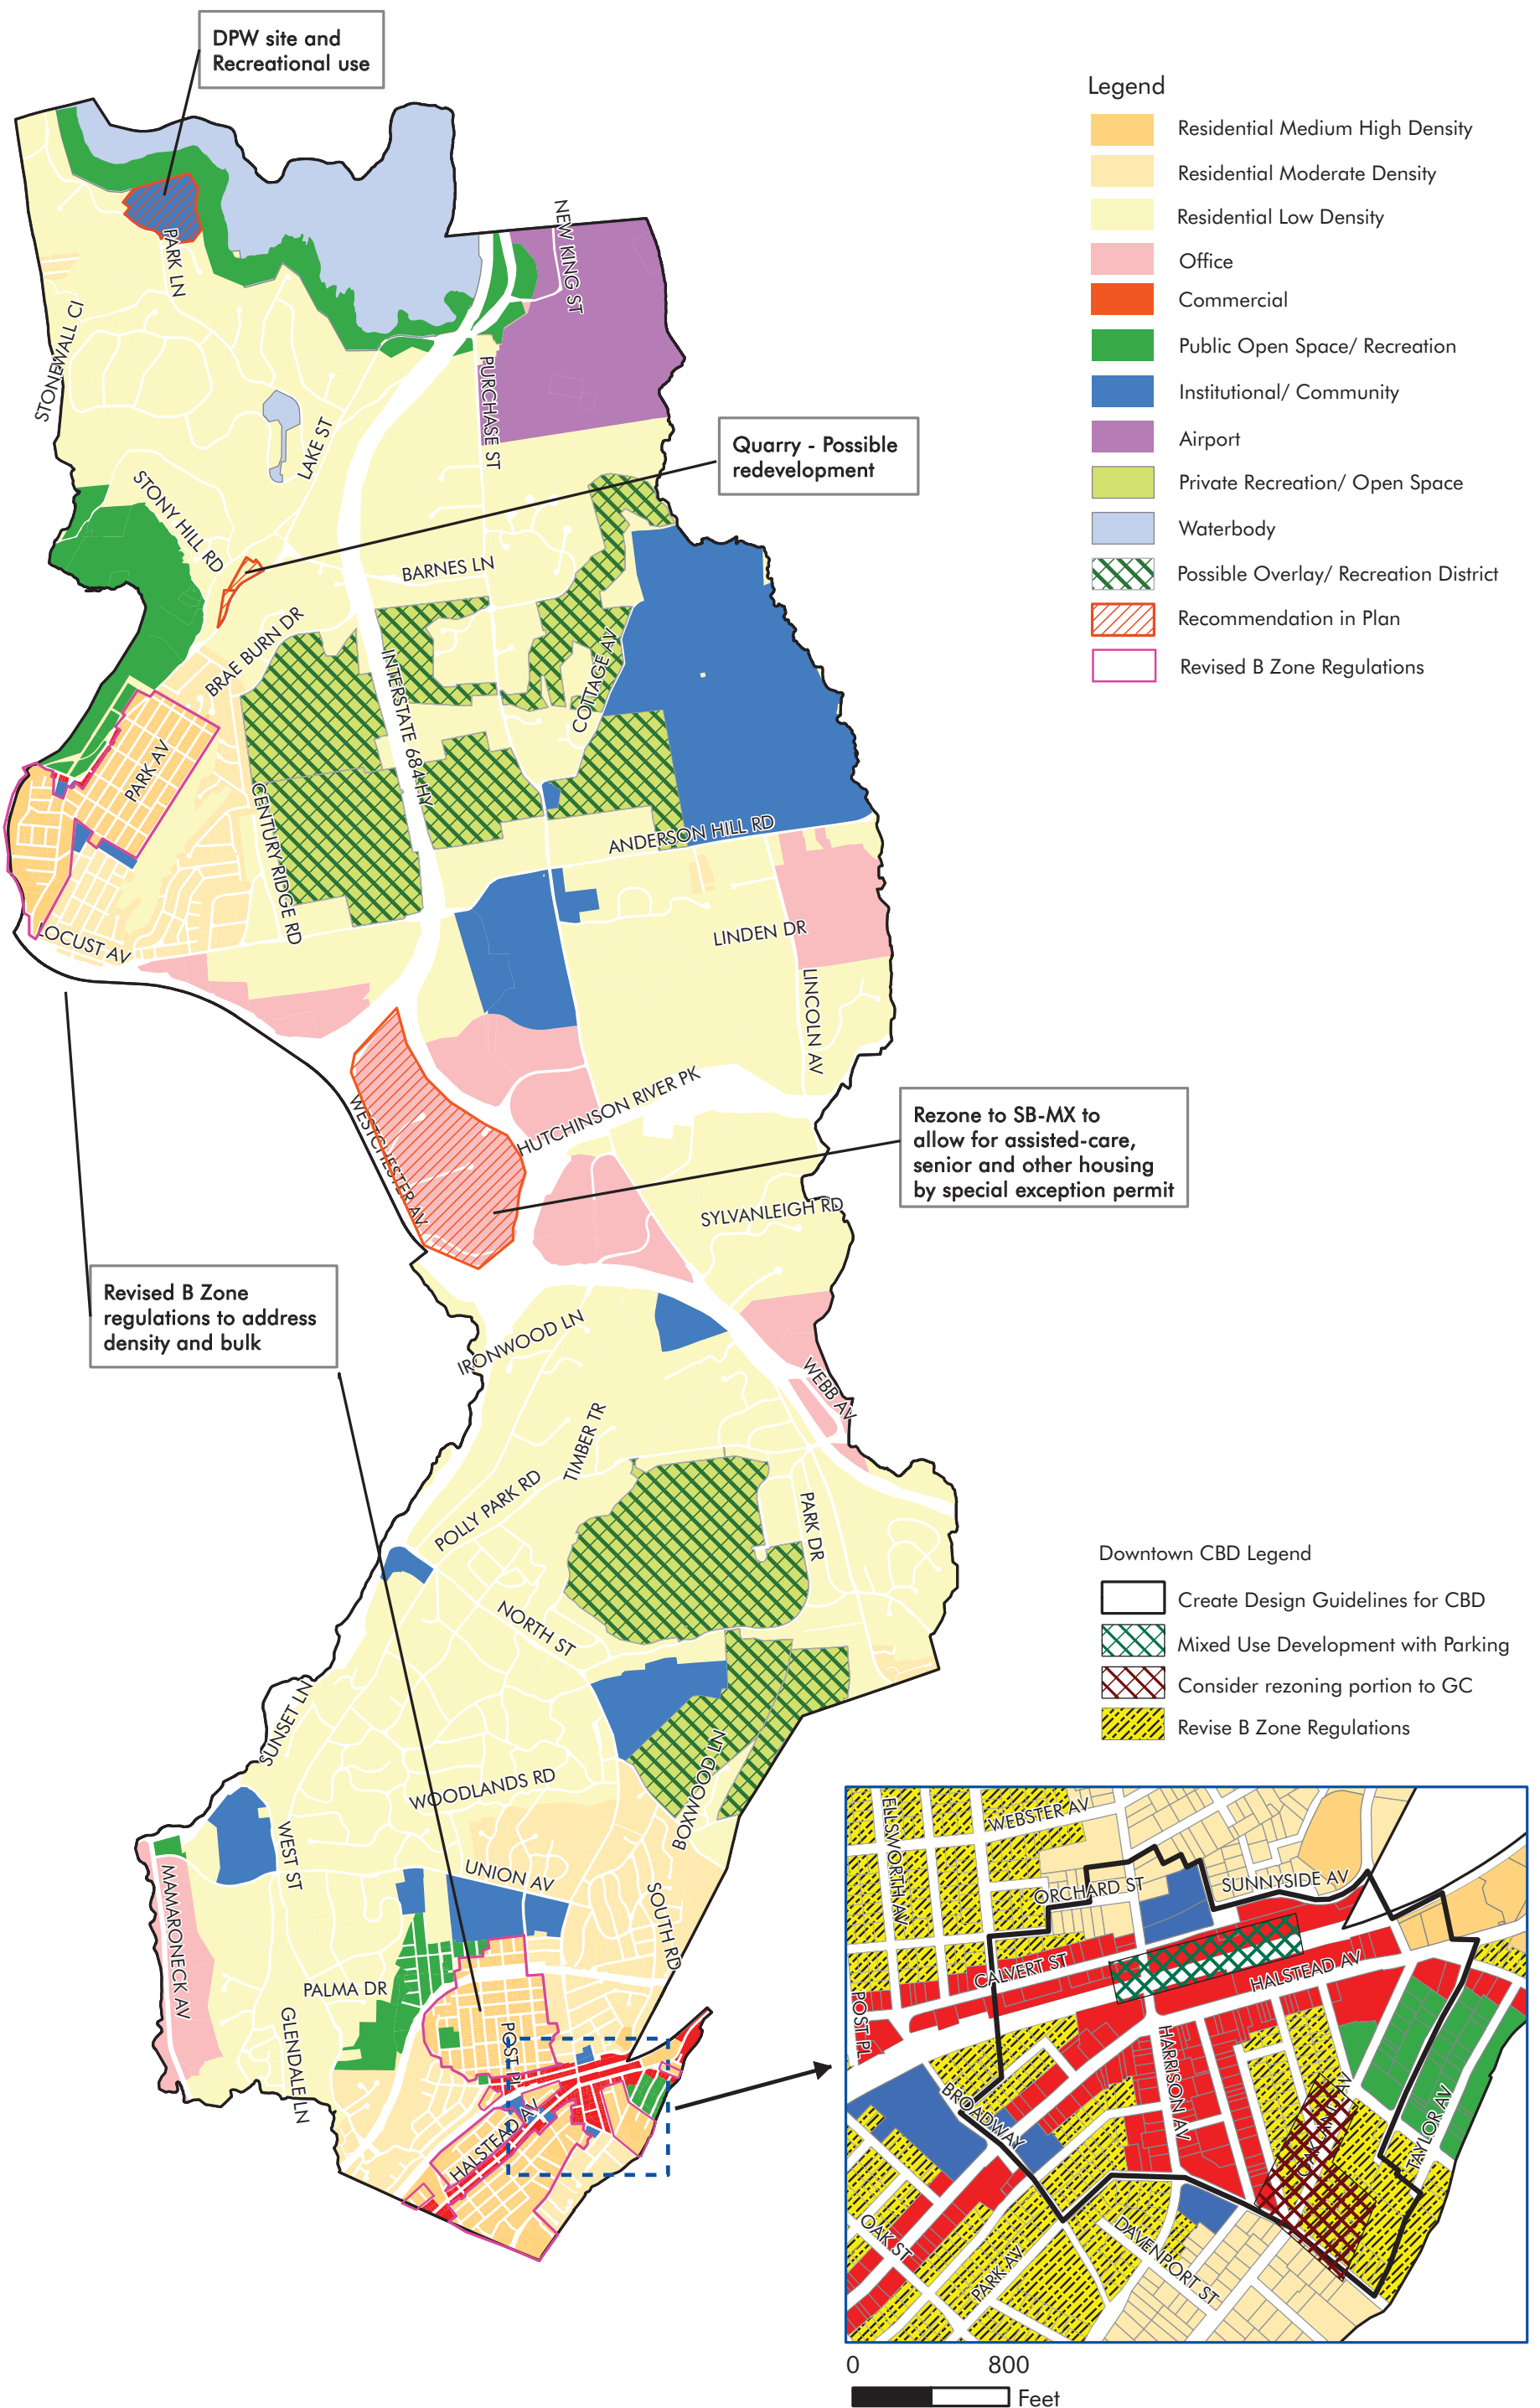 DPW site and
Recreational use
Legend
Residential Medium High Density
Residential Moderate Density
Residential Low Density
Office
Commercial
Public Open Space/ Recreation
Institutional/ Community
Airport
Private Recreation/ Open Space
Waterbody
Possible Overlay/ Recreation District
Recommendation in Plan
Revised B Zone Regulations
PARK LN
NEW KING ST
STONEWALL CI
PURCHASE ST
LAKE ST
Quarry - Possible
redevelopment
STONY HILL RD
BARNES LN
BRAE BURN DR
INTERSTATE 684 HY
COTTAGE AV
PARK AV
CENTURY RIDGE RD
ANDERSON HILL RD
LOCUST AV
LINDEN DR
LINCOLN AV
HUTCHINSON RIVER PK
WESTCHESTER AV
Rezone to SB-MX to
allow for assisted-care,
senior and other housing
by special exception permit
SYLVANLEIGH RD
Revised B Zone
regulations to address
density and bulk
IRONWOOD LN
WEBB AV
TIMBER TR
POLLY PARK RD
PARK DR
NORTH ST
SUNSET LN
WOODLANDS RD
BOXWOOD LN
WEST ST
UNION AV
MAMARONECK AV
SOUTH RD
PALMA DR
GLENDALE LN
POST PL
HALSTEAD AV
Downtown CBD Legend
Create Design Guidelines for CBD
Mixed Use Development with Parking
Consider rezoning portion to GC
Revise B Zone Regulations
ELLSWORTH AV
WEBSTER AV
ORCHARD ST
SUNNYSIDE AV
CALVERT ST
HALSTEAD AV
POST PL
HARRISON AV
BROADWAY
TAYLOR AV
OAK ST
PARK AV
DAVENPORT ST
0 800
Feet